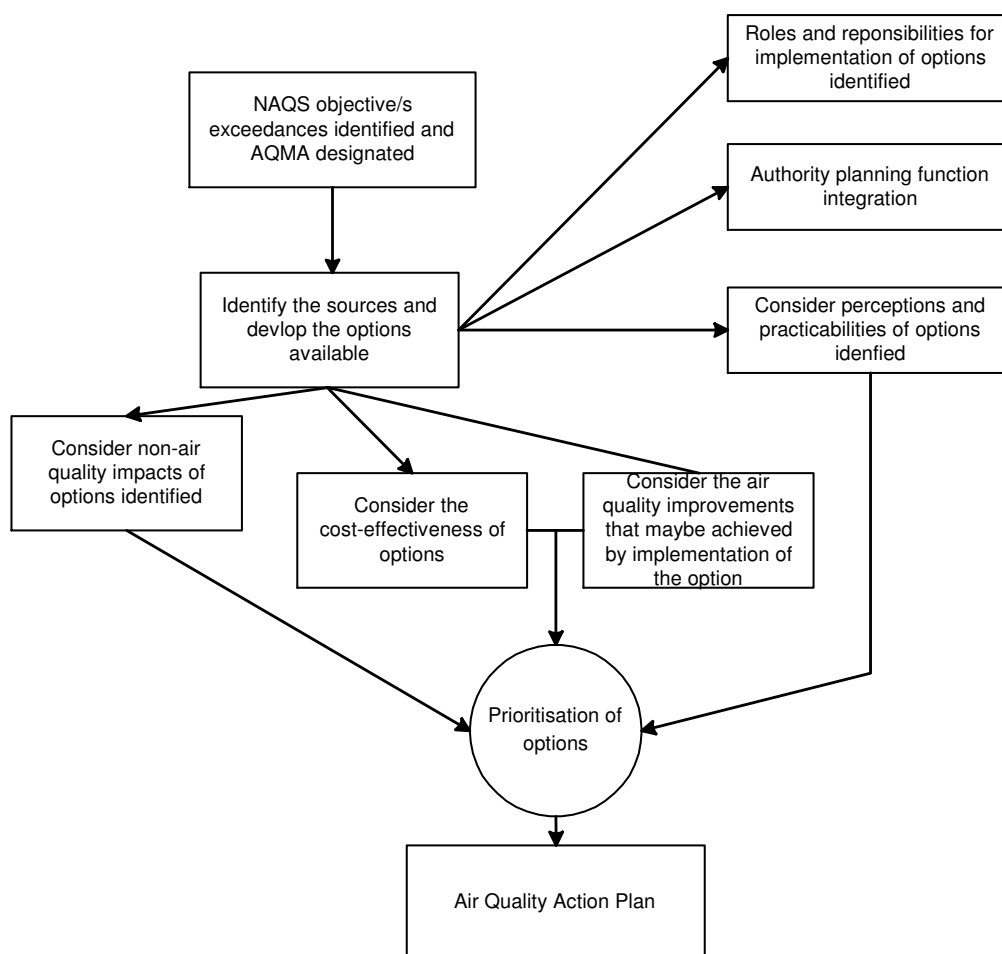 Roles and reponsibilities for
implementation of options
identified
NAQS objective/s
exceedances identified and
AQMA designated
Authority planning function
integration
Identify the sources and
devlop the options
available
Consider perceptions and
practicabilities of options
idenfied
Consider non-air
quality impacts of
options identified
Consider the
cost-effectiveness of
options
Consider the air
quality improvements
that maybe achieved
by implementation of
the option
Prioritisation of
options
Air Quality Action Plan